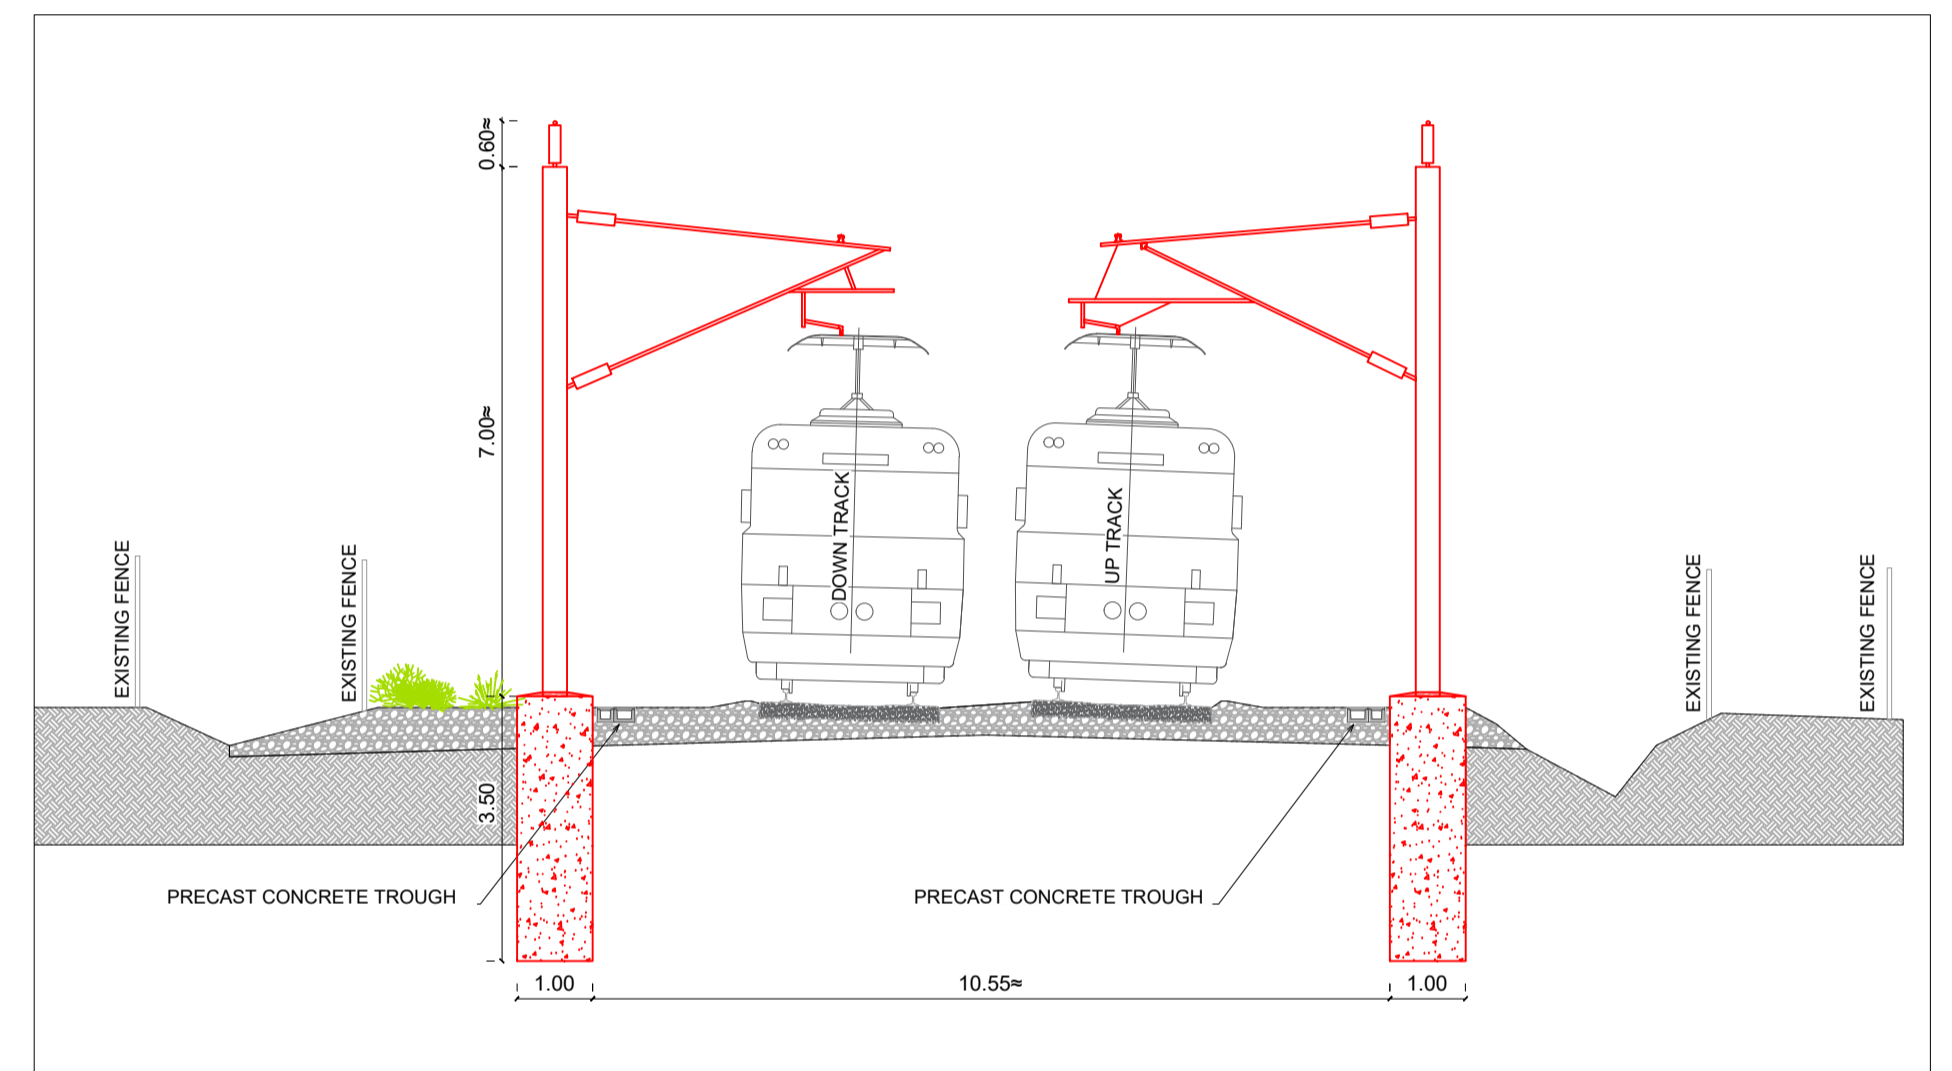 0.60≈
7.00≈
DOWN TRACK
UP TRACK
EXISTING FENCE
EXISTING FENCE
EXISTING FENCE
EXISTING FENCE
3.50
PRECAST CONCRETE TROUGH
PRECAST CONCRETE TROUGH
1.00
10.55≈
1.00